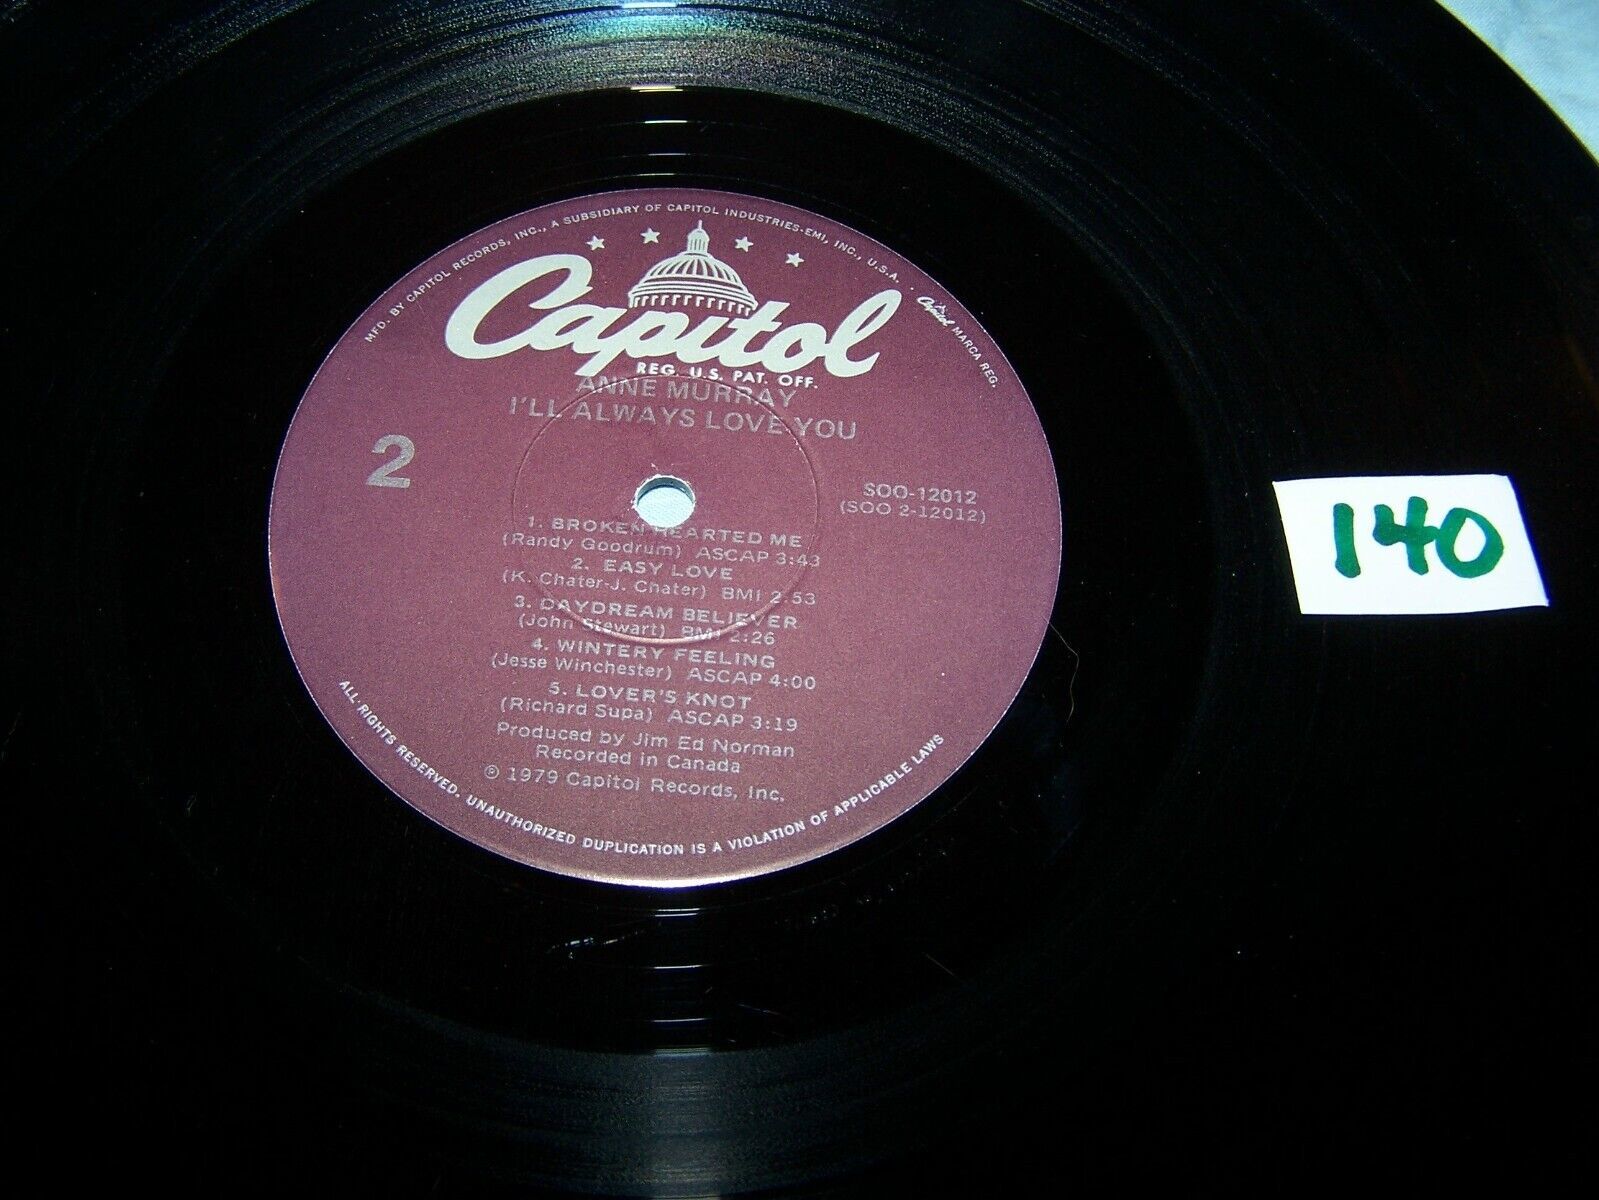 MFD. BY CAPITOL RECORDS, INC., A SUBSIDIARY OF CAPITOL INDUSTRIES-EMI, INC., U.S.A. . Capitol MARCA REG.
Capitol
REG. U.S. PAT. OFF.
ANNE MURRAY
I'LL ALWAYS LOVE YOU
2
SOO-12012
(SOO 2-12012)
1. BROKEN HEARTED ME
(Randy Goodrum) ASCAP 3:43
2. EASY LOVE
(K. Chater-J. Chater) BMI 2:53
3. DAYDREAM BELIEVER
(John Stewart) BMI 2:26
4. WINTERY FEELING
(Jesse Winchester) ASCAP 4:00
5. LOVER'S KNOT
(Richard Supa) ASCAP 3:19
Produced by Jim Ed Norman
Recorded in Canada
℗ 1979 Capitol Records, Inc.
ALL RIGHTS RESERVED. UNAUTHORIZED DUPLICATION IS A VIOLATION OF APPLICABLE LAWS
140